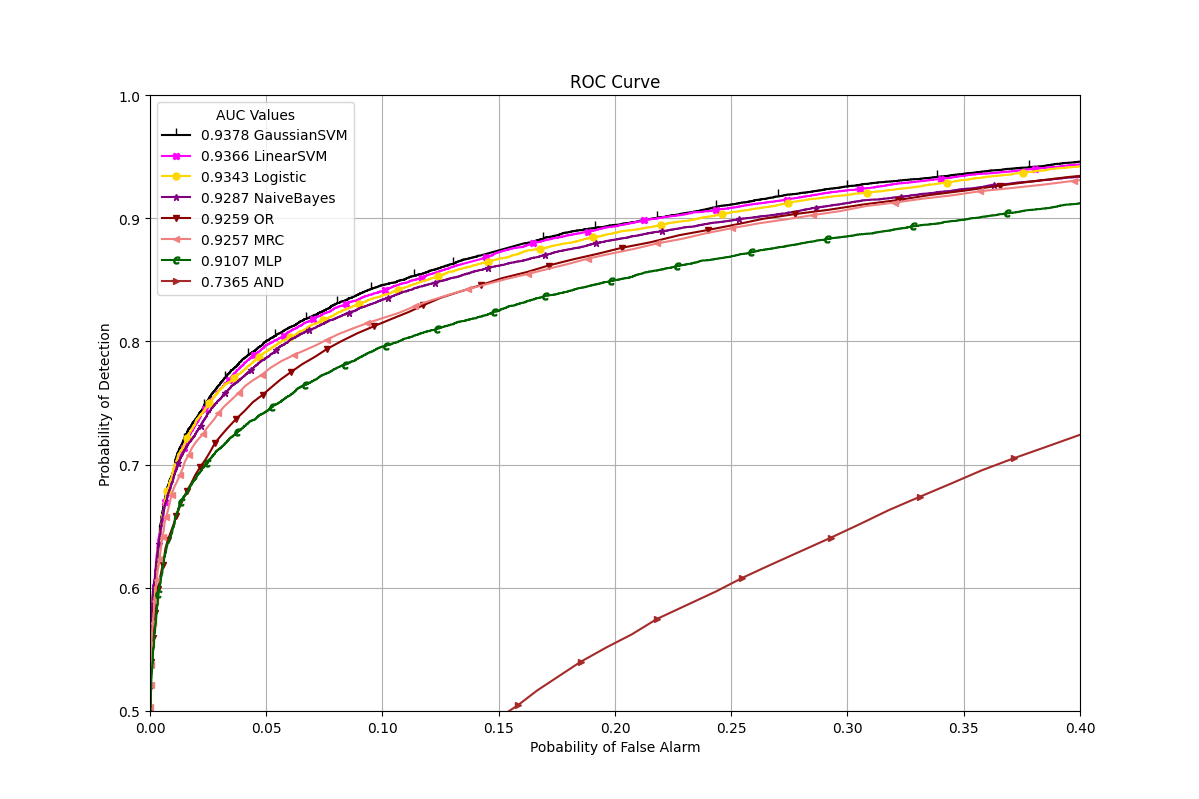 ROC Curve
AUC Values
0.9378 GaussianSVM
0.9366 LinearSVM
0.9343 Logistic
0.9287 NaiveBayes
0.9259 OR
0.9257 MRC
0.9107 MLP
0.7365 AND
1.0
0.9
0.8
0.7
0.6
0.5
Probability of Detection
0.00 0.05 0.10 0.15 0.20 0.25 0.30 0.35 0.40
Pobability of False Alarm